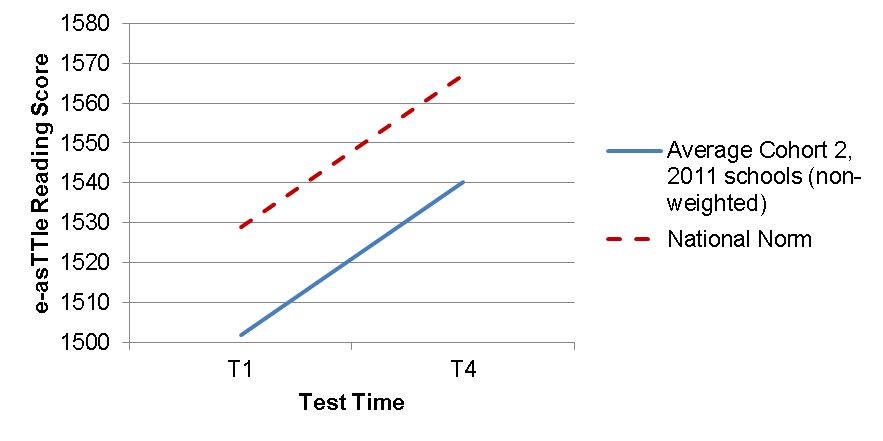 1580
1570
1560
1550
1540
1530
1520
1510
1500
e-asTTle Reading Score
T1 T4
Test Time
Average Cohort 2,
2011 schools (non-
weighted)
National Norm